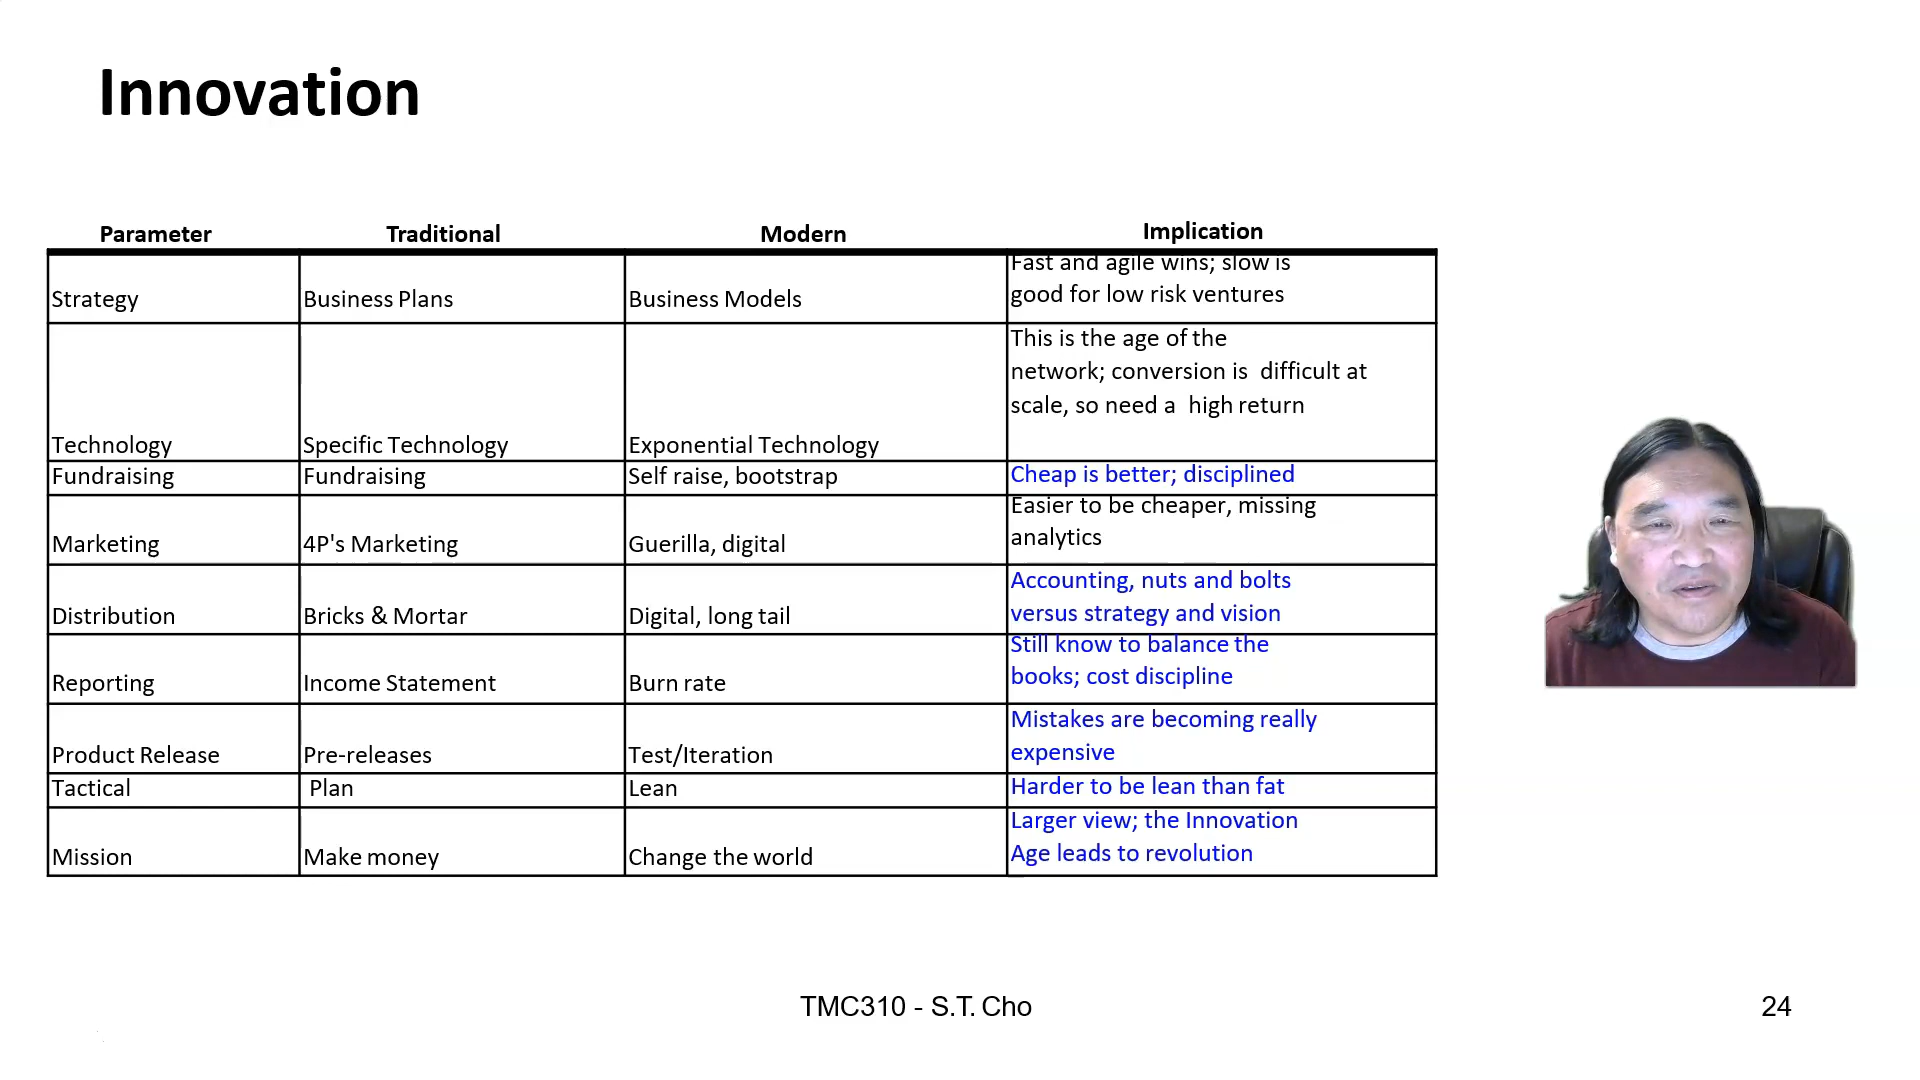 Innovation
Parameter Traditional Modern Implication
Fast and agile wins; slow is
Strategy Business Plans Business Models good for low risk ventures
This is the age of the
network; conversion is difficult at
scale, so need a high return
Technology Specific Technology Exponential Technology
Fundraising Fundraising Self raise, bootstrap Cheap is better; disciplined
Easier to be cheaper, missing
Marketing 4P's Marketing Guerilla, digital analytics
Accounting, nuts and bolts
Distribution Bricks & Mortar Digital, long tail versus strategy and vision
Still know to balance the
Reporting Income Statement Burn rate books; cost discipline
Mistakes are becoming really
Product Release Pre-releases Test/Iteration expensive
Tactical Plan Lean Harder to be lean than fat
Larger view; the Innovation
Mission Make money Change the world Age leads to revolution
TMC310 - S.T. Cho 24